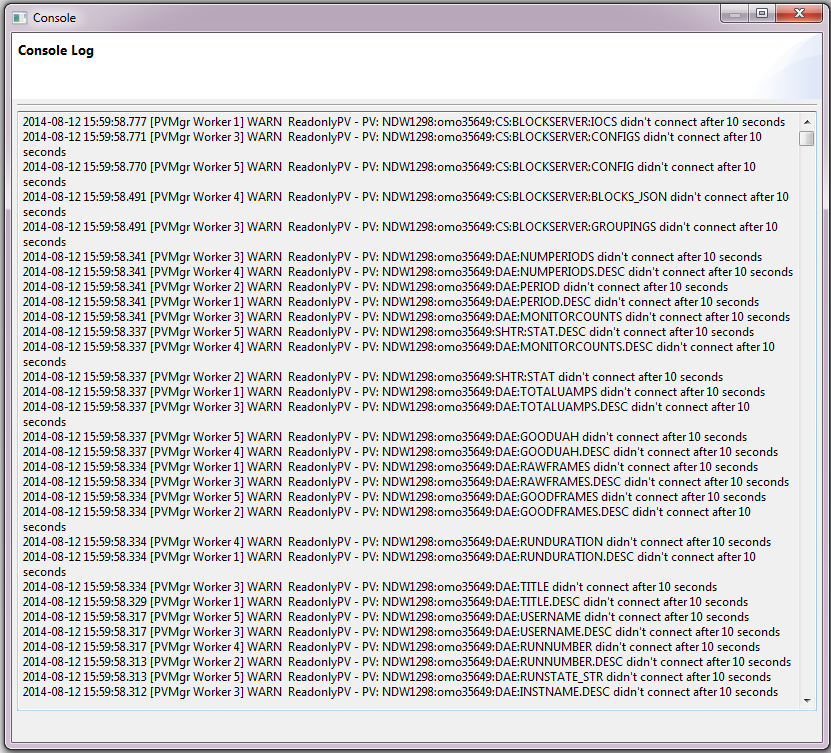 Console
Console Log
2014-08-12 15:59:58.777 [PVMgr Worker 1] WARN  ReadonlyPV - PV: NDW1298:omo35649:CS:BLOCKSERVER:IOCS didn't connect after 10 seconds
2014-08-12 15:59:58.771 [PVMgr Worker 3] WARN  ReadonlyPV - PV: NDW1298:omo35649:CS:BLOCKSERVER:CONFIGS didn't connect after 10
seconds
2014-08-12 15:59:58.770 [PVMgr Worker 5] WARN  ReadonlyPV - PV: NDW1298:omo35649:CS:BLOCKSERVER:CONFIG didn't connect after 10
seconds
2014-08-12 15:59:58.491 [PVMgr Worker 4] WARN  ReadonlyPV - PV: NDW1298:omo35649:CS:BLOCKSERVER:BLOCKS_JSON didn't connect after 10
seconds
2014-08-12 15:59:58.491 [PVMgr Worker 3] WARN  ReadonlyPV - PV: NDW1298:omo35649:CS:BLOCKSERVER:GROUPINGS didn't connect after 10
seconds
2014-08-12 15:59:58.341 [PVMgr Worker 3] WARN  ReadonlyPV - PV: NDW1298:omo35649:DAE:NUMPERIODS didn't connect after 10 seconds
2014-08-12 15:59:58.341 [PVMgr Worker 4] WARN  ReadonlyPV - PV: NDW1298:omo35649:DAE:NUMPERIODS.DESC didn't connect after 10 seconds
2014-08-12 15:59:58.341 [PVMgr Worker 2] WARN  ReadonlyPV - PV: NDW1298:omo35649:DAE:PERIOD didn't connect after 10 seconds
2014-08-12 15:59:58.341 [PVMgr Worker 1] WARN  ReadonlyPV - PV: NDW1298:omo35649:DAE:PERIOD.DESC didn't connect after 10 seconds
2014-08-12 15:59:58.341 [PVMgr Worker 3] WARN  ReadonlyPV - PV: NDW1298:omo35649:DAE:MONITORCOUNTS didn't connect after 10 seconds
2014-08-12 15:59:58.337 [PVMgr Worker 5] WARN  ReadonlyPV - PV: NDW1298:omo35649:SHTR:STAT.DESC didn't connect after 10 seconds
2014-08-12 15:59:58.337 [PVMgr Worker 4] WARN  ReadonlyPV - PV: NDW1298:omo35649:DAE:MONITORCOUNTS.DESC didn't connect after 10
seconds
2014-08-12 15:59:58.337 [PVMgr Worker 2] WARN  ReadonlyPV - PV: NDW1298:omo35649:SHTR:STAT didn't connect after 10 seconds
2014-08-12 15:59:58.337 [PVMgr Worker 1] WARN  ReadonlyPV - PV: NDW1298:omo35649:DAE:TOTALUAMPS didn't connect after 10 seconds
2014-08-12 15:59:58.337 [PVMgr Worker 3] WARN  ReadonlyPV - PV: NDW1298:omo35649:DAE:TOTALUAMPS.DESC didn't connect after 10
seconds
2014-08-12 15:59:58.337 [PVMgr Worker 5] WARN  ReadonlyPV - PV: NDW1298:omo35649:DAE:GOODUAH didn't connect after 10 seconds
2014-08-12 15:59:58.337 [PVMgr Worker 4] WARN  ReadonlyPV - PV: NDW1298:omo35649:DAE:GOODUAH.DESC didn't connect after 10 seconds
2014-08-12 15:59:58.334 [PVMgr Worker 1] WARN  ReadonlyPV - PV: NDW1298:omo35649:DAE:RAWFRAMES didn't connect after 10 seconds
2014-08-12 15:59:58.334 [PVMgr Worker 3] WARN  ReadonlyPV - PV: NDW1298:omo35649:DAE:RAWFRAMES.DESC didn't connect after 10 seconds
2014-08-12 15:59:58.334 [PVMgr Worker 5] WARN  ReadonlyPV - PV: NDW1298:omo35649:DAE:GOODFRAMES didn't connect after 10 seconds
2014-08-12 15:59:58.334 [PVMgr Worker 2] WARN  ReadonlyPV - PV: NDW1298:omo35649:DAE:GOODFRAMES.DESC didn't connect after 10
seconds
2014-08-12 15:59:58.334 [PVMgr Worker 4] WARN  ReadonlyPV - PV: NDW1298:omo35649:DAE:RUNDURATION didn't connect after 10 seconds
2014-08-12 15:59:58.334 [PVMgr Worker 1] WARN  ReadonlyPV - PV: NDW1298:omo35649:DAE:RUNDURATION.DESC didn't connect after 10
seconds
2014-08-12 15:59:58.334 [PVMgr Worker 3] WARN  ReadonlyPV - PV: NDW1298:omo35649:DAE:TITLE didn't connect after 10 seconds
2014-08-12 15:59:58.329 [PVMgr Worker 1] WARN  ReadonlyPV - PV: NDW1298:omo35649:DAE:TITLE.DESC didn't connect after 10 seconds
2014-08-12 15:59:58.317 [PVMgr Worker 5] WARN  ReadonlyPV - PV: NDW1298:omo35649:DAE:USERNAME didn't connect after 10 seconds
2014-08-12 15:59:58.317 [PVMgr Worker 3] WARN  ReadonlyPV - PV: NDW1298:omo35649:DAE:USERNAME.DESC didn't connect after 10 seconds
2014-08-12 15:59:58.317 [PVMgr Worker 4] WARN  ReadonlyPV - PV: NDW1298:omo35649:DAE:RUNNUMBER didn't connect after 10 seconds
2014-08-12 15:59:58.313 [PVMgr Worker 2] WARN  ReadonlyPV - PV: NDW1298:omo35649:DAE:RUNNUMBER.DESC didn't connect after 10 seconds
2014-08-12 15:59:58.313 [PVMgr Worker 5] WARN  ReadonlyPV - PV: NDW1298:omo35649:DAE:RUNSTATE_STR didn't connect after 10 seconds
2014-08-12 15:59:58.312 [PVMgr Worker 3] WARN  ReadonlyPV - PV: NDW1298:omo35649:DAE:INSTNAME.DESC didn't connect after 10 seconds